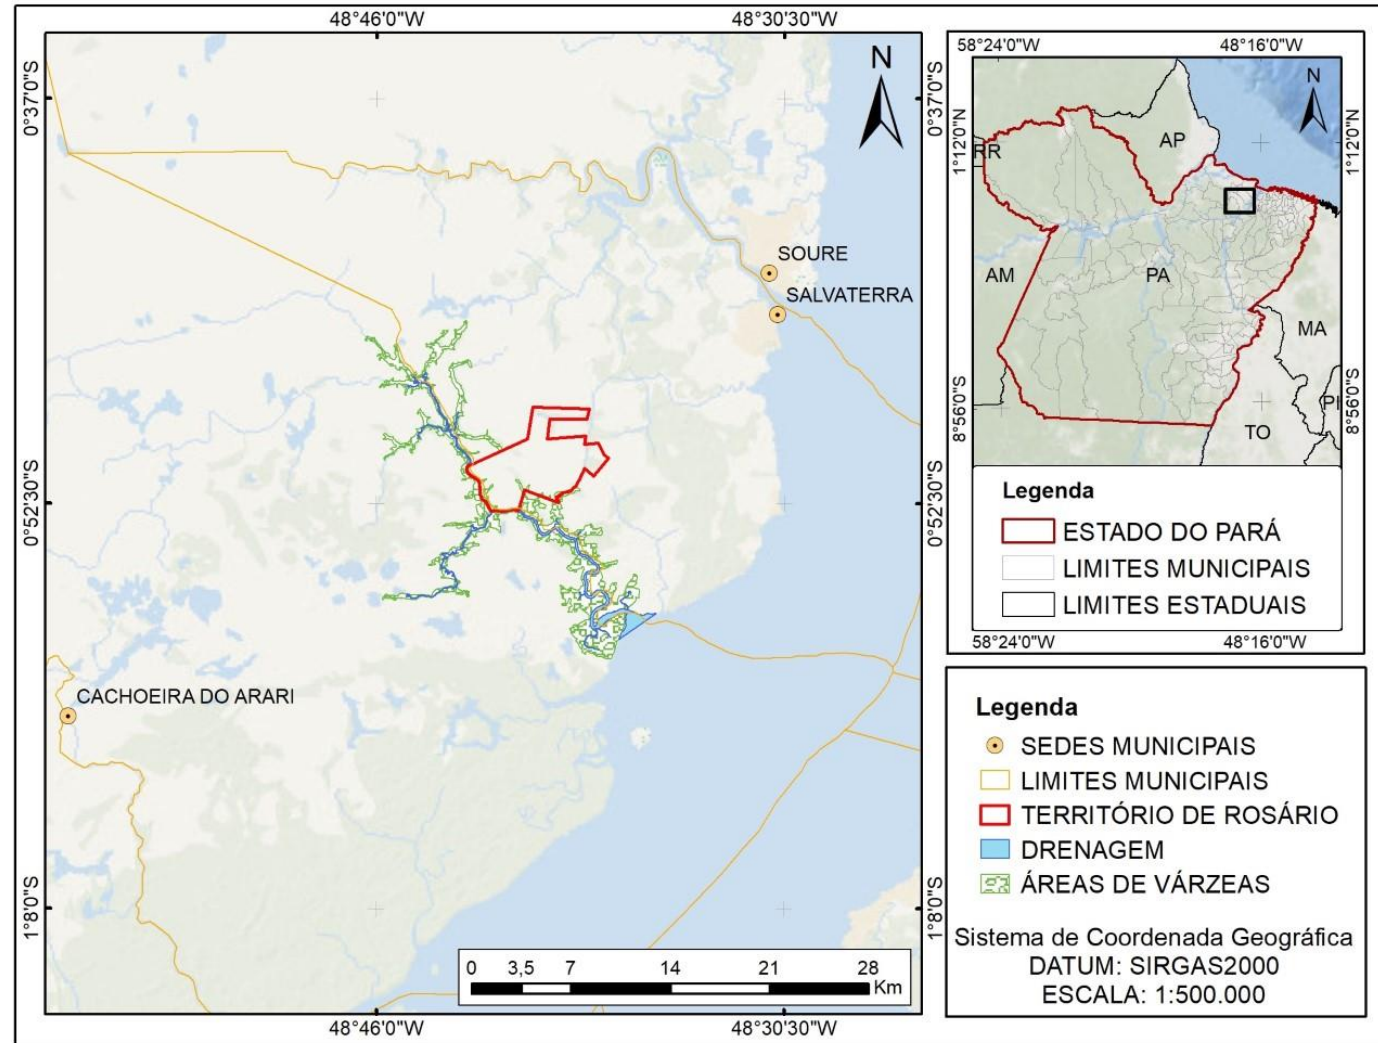 48°46'0"W
48°30'30"W
0°37'0"S
0°37'0"S
N
SOURE
SALVATERRA
0°52'30"S
0°52'30"S
CACHOEIRA DO ARARI
1°8'0"S
1°8'0"S
0 3,5 7 14 21 28
Km
48°46'0"W
48°30'30"W
58°24'0"W
48°16'0"W
N
1°12'0"N
1°12'0"N
RR
AP
AM
PA
MA
PI
TO
8°56'0"S
8°56'0"S
Legenda
ESTADO DO PARÁ
LIMITES MUNICIPAIS
LIMITES ESTADUAIS
58°24'0"W
48°16'0"W
Legenda
SEDES MUNICIPAIS
LIMITES MUNICIPAIS
TERRITÓRIO DE ROSÁRIO
DRENAGEM
ÁREAS DE VÁRZEAS
Sistema de Coordenada Geográfica
DATUM: SIRGAS2000
ESCALA: 1:500.000